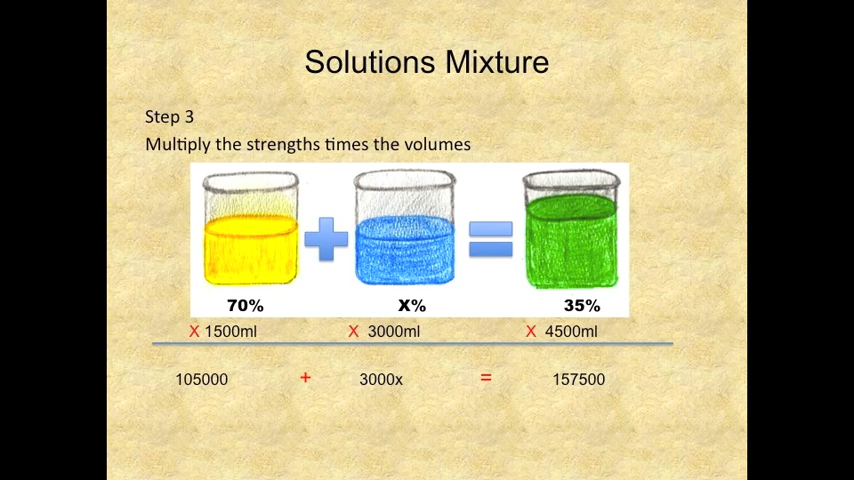 Solutions Mixture
Step 3
Multiply the strengths times the volumes
70% X% 35%
X 1500ml X 3000ml X 4500ml
105000 + 3000x = 157500